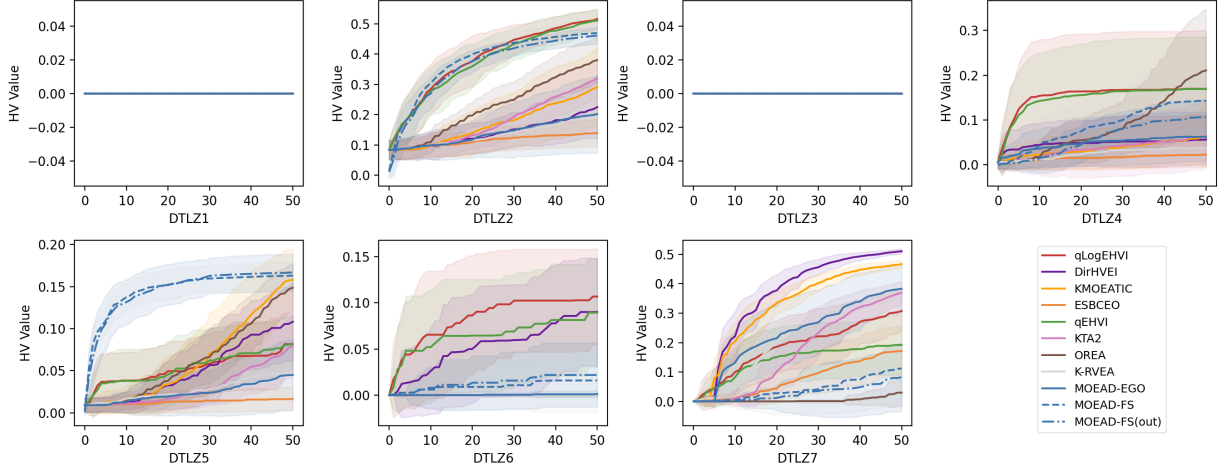 HV Value
0.04
0.02
0.00
−0.02
−0.04
0 10 20 30 40 50
DTLZ1
HV Value
0.5
0.4
0.3
0.2
0.1
0.0
0 10 20 30 40 50
DTLZ2
HV Value
0.04
0.02
0.00
−0.02
−0.04
0 10 20 30 40 50
DTLZ3
HV Value
0.3
0.2
0.1
0.0
0 10 20 30 40 50
DTLZ4
HV Value
0.20
0.15
0.10
0.05
0.00
0 10 20 30 40 50
DTLZ5
HV Value
0.15
0.10
0.05
0.00
0 10 20 30 40 50
DTLZ6
HV Value
0.5
0.4
0.3
0.2
0.1
0.0
0 10 20 30 40 50
DTLZ7
qLogEHVI
DirHVEI
KMOEATIC
ESBCEO
qEHVI
KTA2
OREA
K-RVEA
MOEAD-EGO
MOEAD-FS
MOEAD-FS(out)